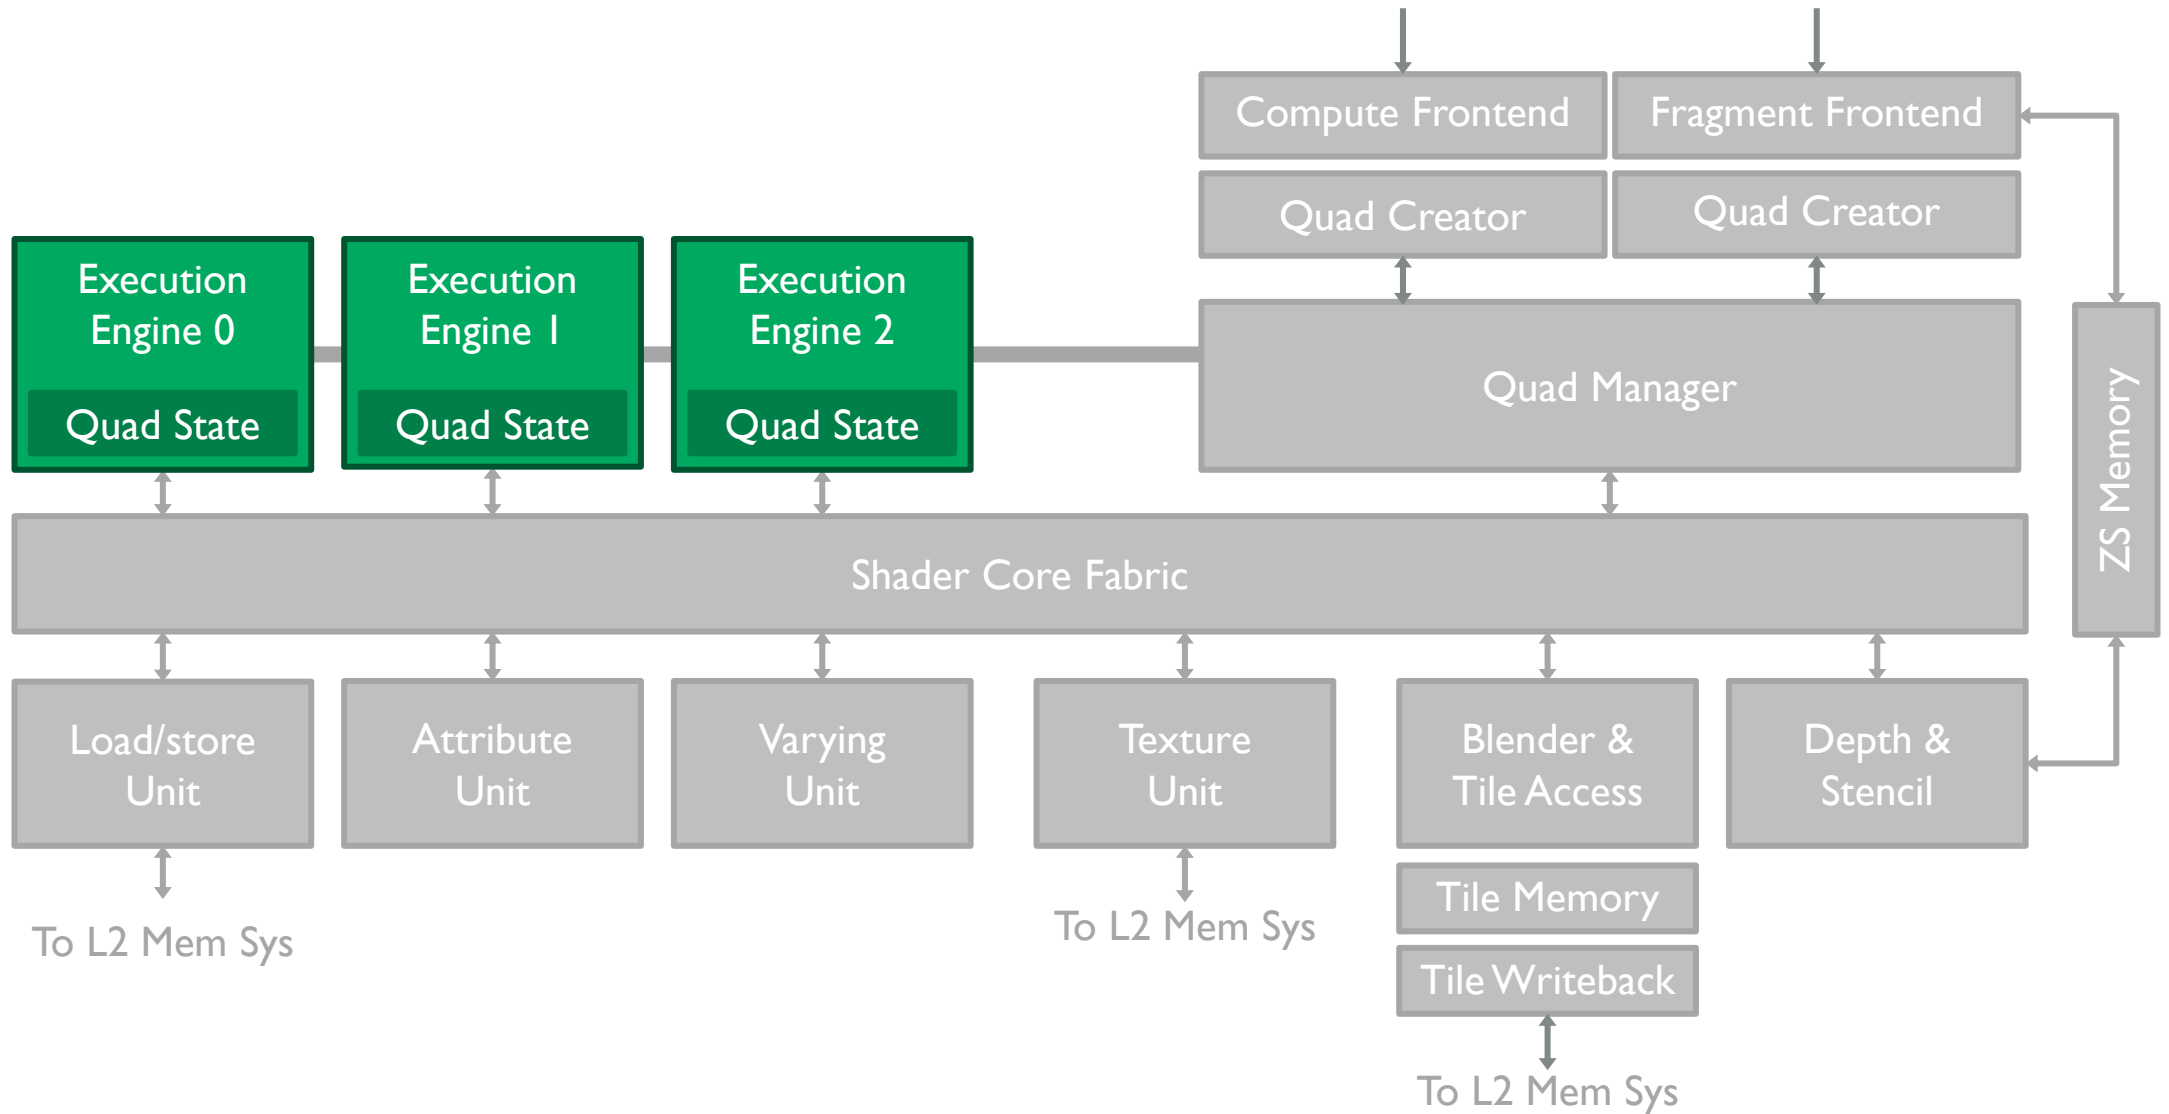 Compute Frontend
Fragment Frontend
Quad Creator
Quad Creator
Execution
Engine 0
Quad State
Execution
Engine 1
Quad State
Execution
Engine 2
Quad State
Quad Manager
ZS Memory
Shader Core Fabric
Load/store
Unit
Attribute
Unit
Varying
Unit
Texture
Unit
Blender &
Tile Access
Depth &
Stencil
Tile Memory
Tile Writeback
To L2 Mem Sys
To L2 Mem Sys
To L2 Mem Sys